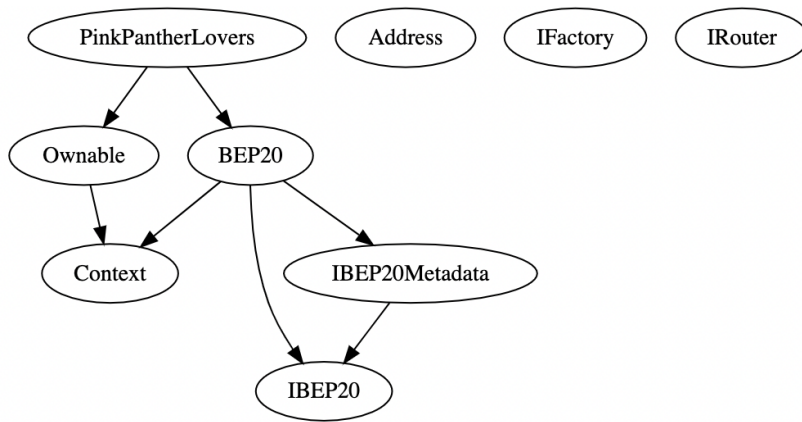 PinkPantherLovers
Address
IFactory
IRouter
Ownable
BEP20
Context
IBEP20Metadata
IBEP20